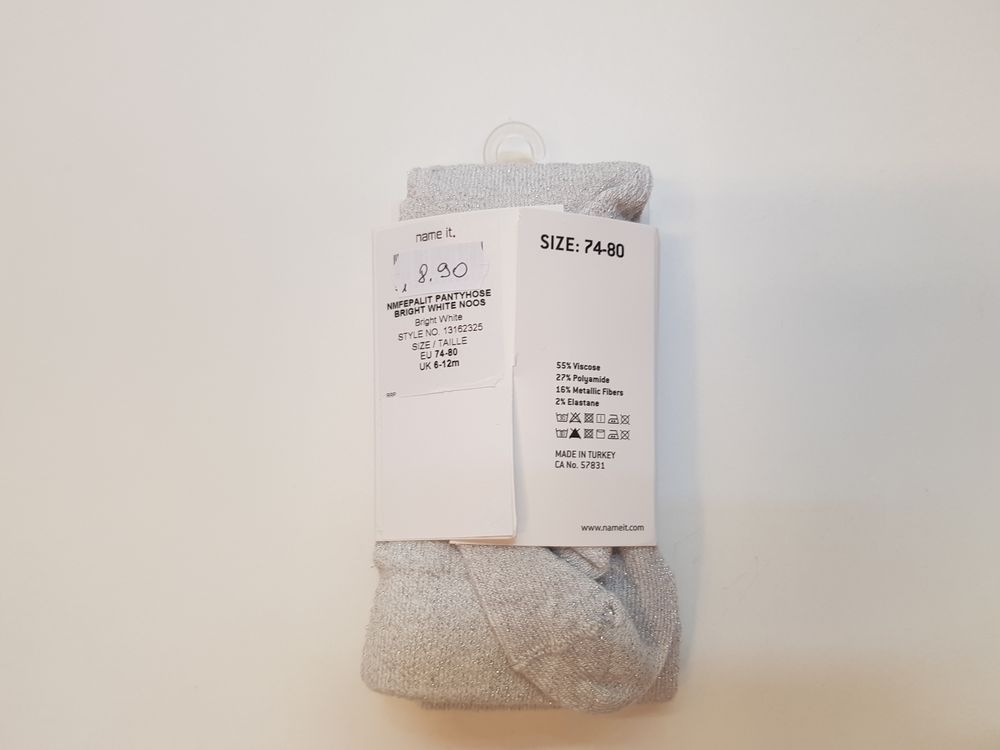 name it.
8.90
NMFEPALIT PANTYHOSE
BRIGHT WHITE NOOS
Bright White
STYLE NO. 13162325
SIZE / TAILLE
EU 74-80
UK 6-12m
RRP
SIZE: 74-80
55% Viscose
27% Polyamide
16% Metallic Fibers
2% Elastane
MADE IN TURKEY
CA No. 57831
www.nameit.com